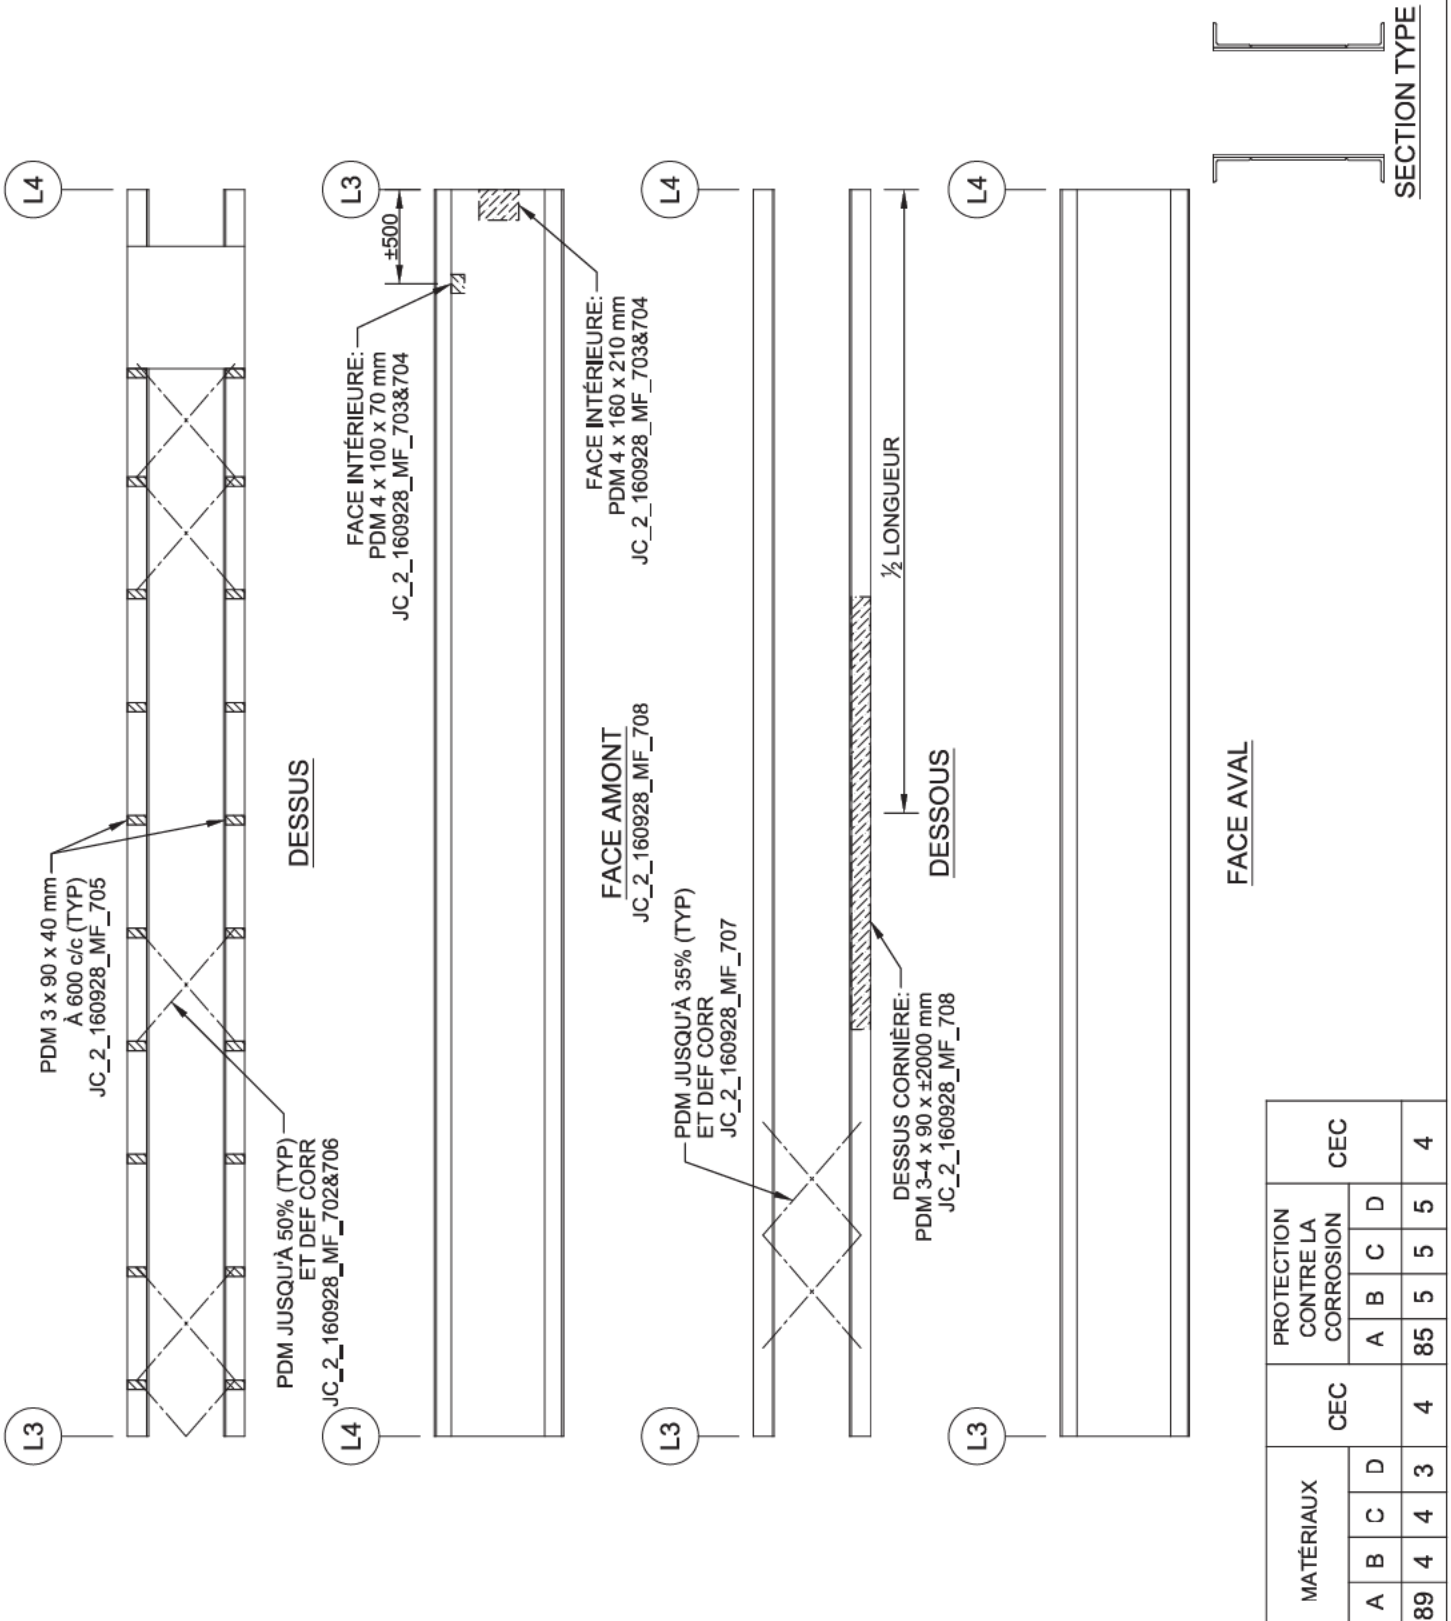 L3
L4
PDM 3 x 90 x 40 mm
À 600 c/c (TYP)
JC_2_160928_MF_705
PDM JUSQU'À 50% (TYP)
ET DEF CORR
JC_2_160928_MF_702&706
DESSUS
L4
L3
±500
FACE INTÉRIEURE:
PDM 4 x 100 x 70 mm
JC_2_160928_MF_703&704
FACE INTÉRIEURE:
PDM 4 x 160 x 210 mm
JC_2_160928_MF_703&704
FACE AMONT
JC_2_160928_MF_708
L3
L4
PDM JUSQU'À 35% (TYP)
ET DEF CORR
JC_2_160928_MF_707
½ LONGUEUR
DESSUS CORNIÈRE:
PDM 3-4 x 90 x ±2000 mm
JC_2_160928_MF_708
DESSOUS
L3
L4
FACE AVAL
MATÉRIAUX CEC PROTECTION CONTRE LA CORROSION CEC
A B C D A B C D
89 4 4 3 4 85 5 5 5 4
SECTION TYPE